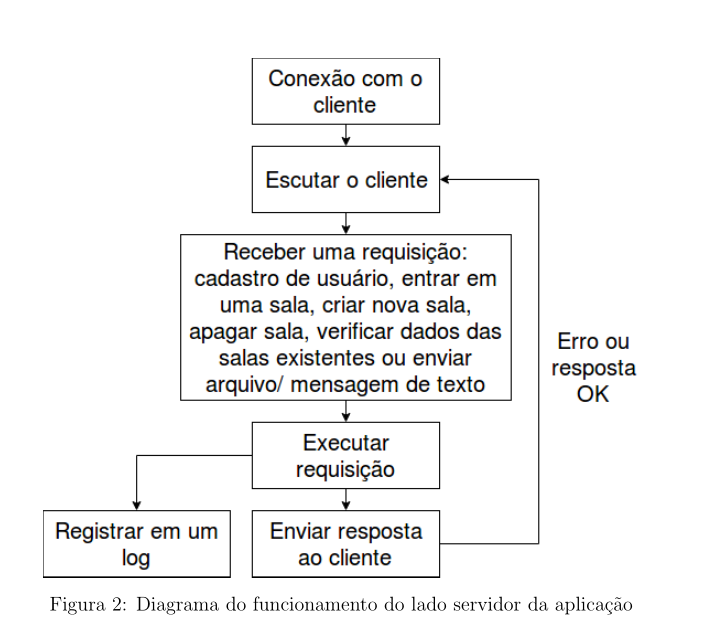 Conexão com o
cliente
Escutar o cliente
Receber uma requisição:
cadastro de usuário, entrar em
uma sala, criar nova sala,
apagar sala, verificar dados das
salas existentes ou enviar
arquivo/ mensagem de texto
Erro ou
resposta
OK
Executar
requisição
Registrar em um
log
Enviar resposta
ao cliente
Figura 2: Diagrama do funcionamento do lado servidor da aplicação